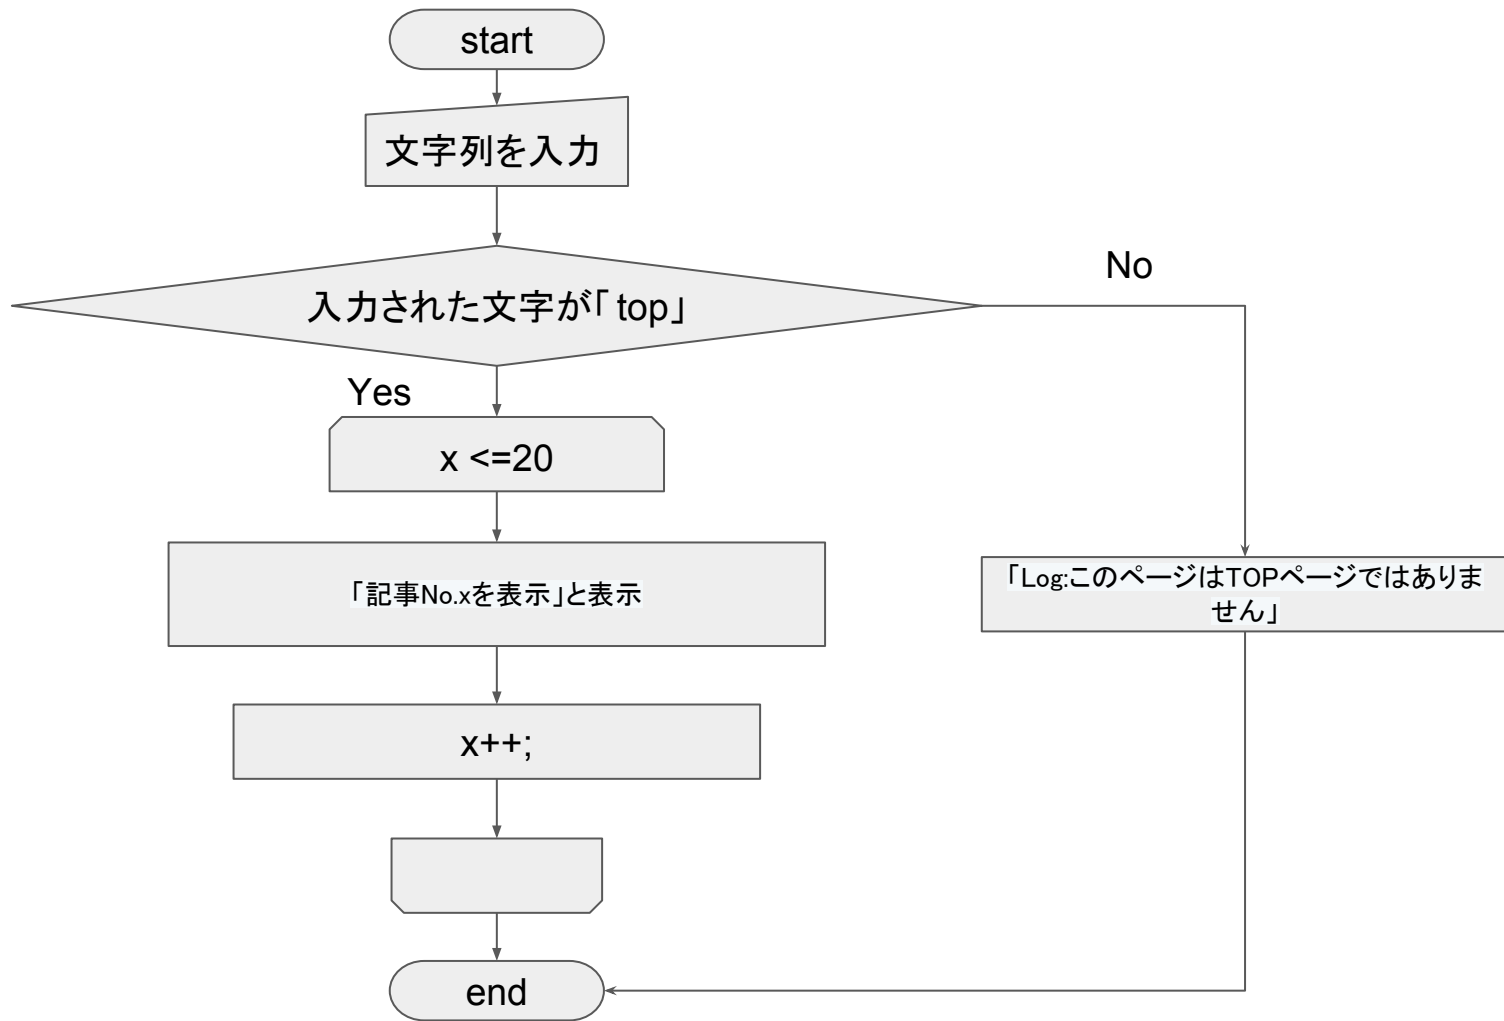 start
文字列を入力
入力された文字が「top」
No
Yes
x <=20
「記事No.xを表示」と表示
「Log:このページはTOPページではありま
せん」
x++;
end